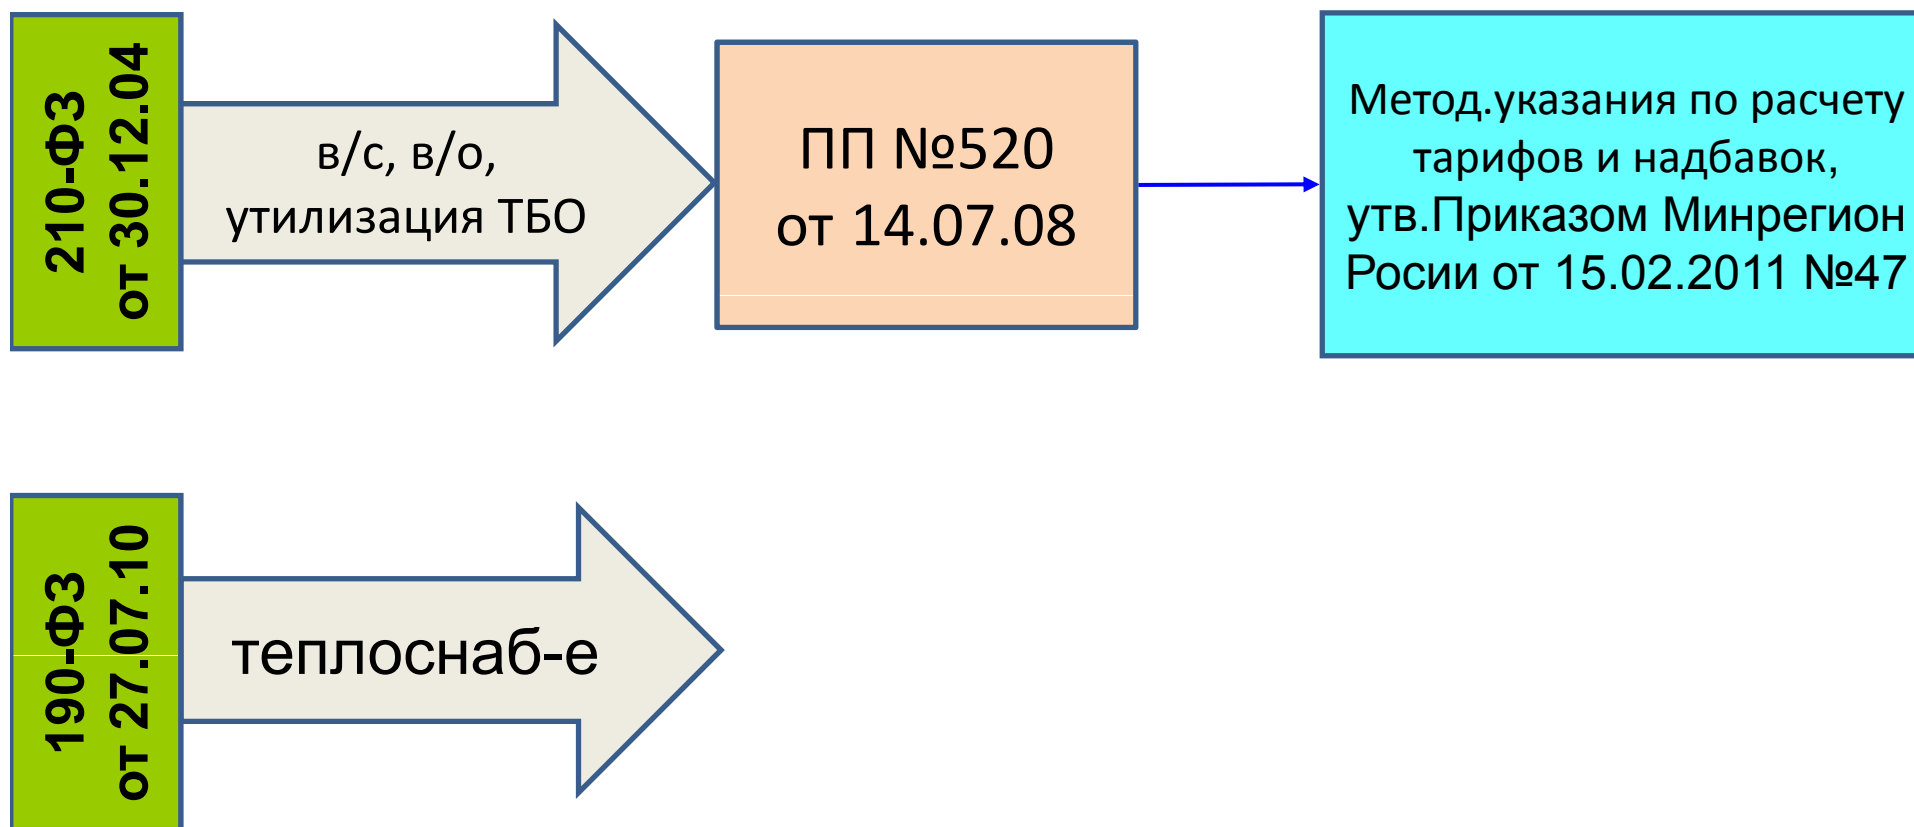 210-ФЗ
от 30.12.04
в/с, в/о,
утилизация ТБО
ПП №520
от 14.07.08
Метод.указания по расчету
тарифов и надбавок,
утв.Приказом Минрегион
Росии от 15.02.2011 №47
190-ФЗ
от 27.07.10
теплоснаб-е